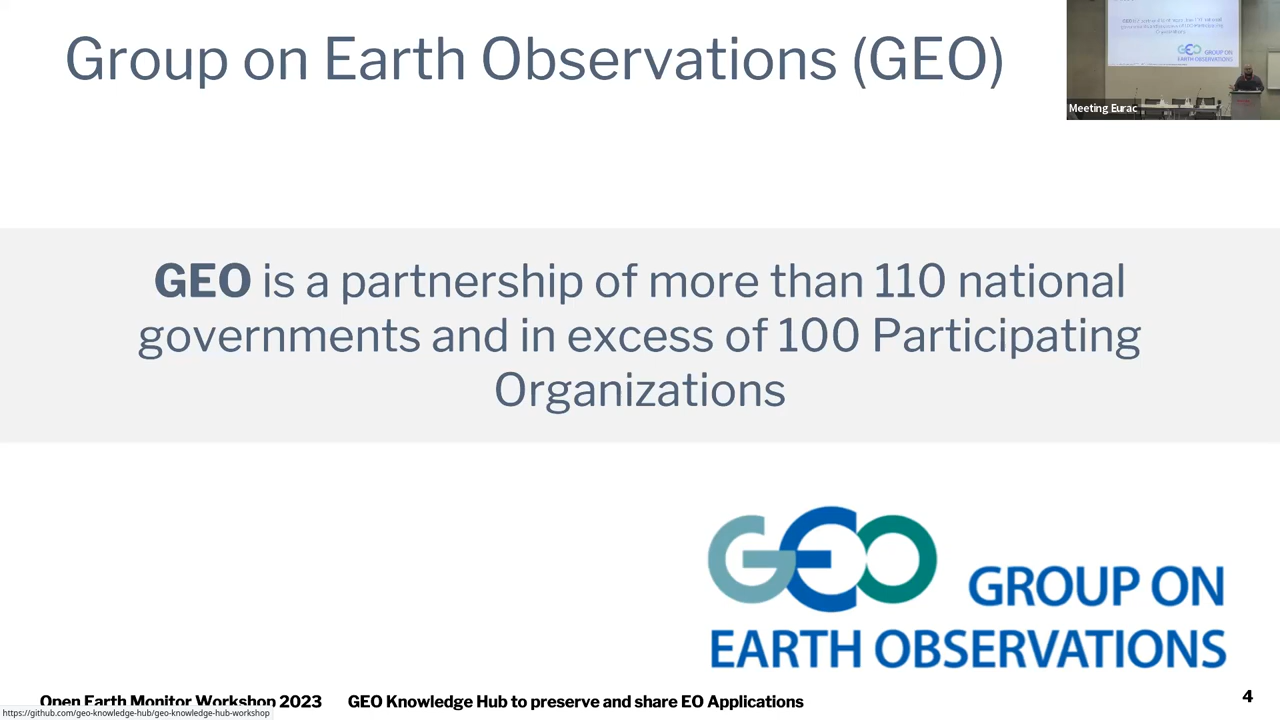 Group on Earth Observations (GEO)
Meeting Eurac
GEO is a partnership of more than 110 national
governments and in excess of 100 Participating
Organizations
GEO GROUP ON
EARTH OBSERVATIONS
Open Earth Monitor Workshop 2023 GEO Knowledge Hub to preserve and share EO Applications 4
https://github.com/geo-knowledge-hub/geo-knowledge-hub-workshop